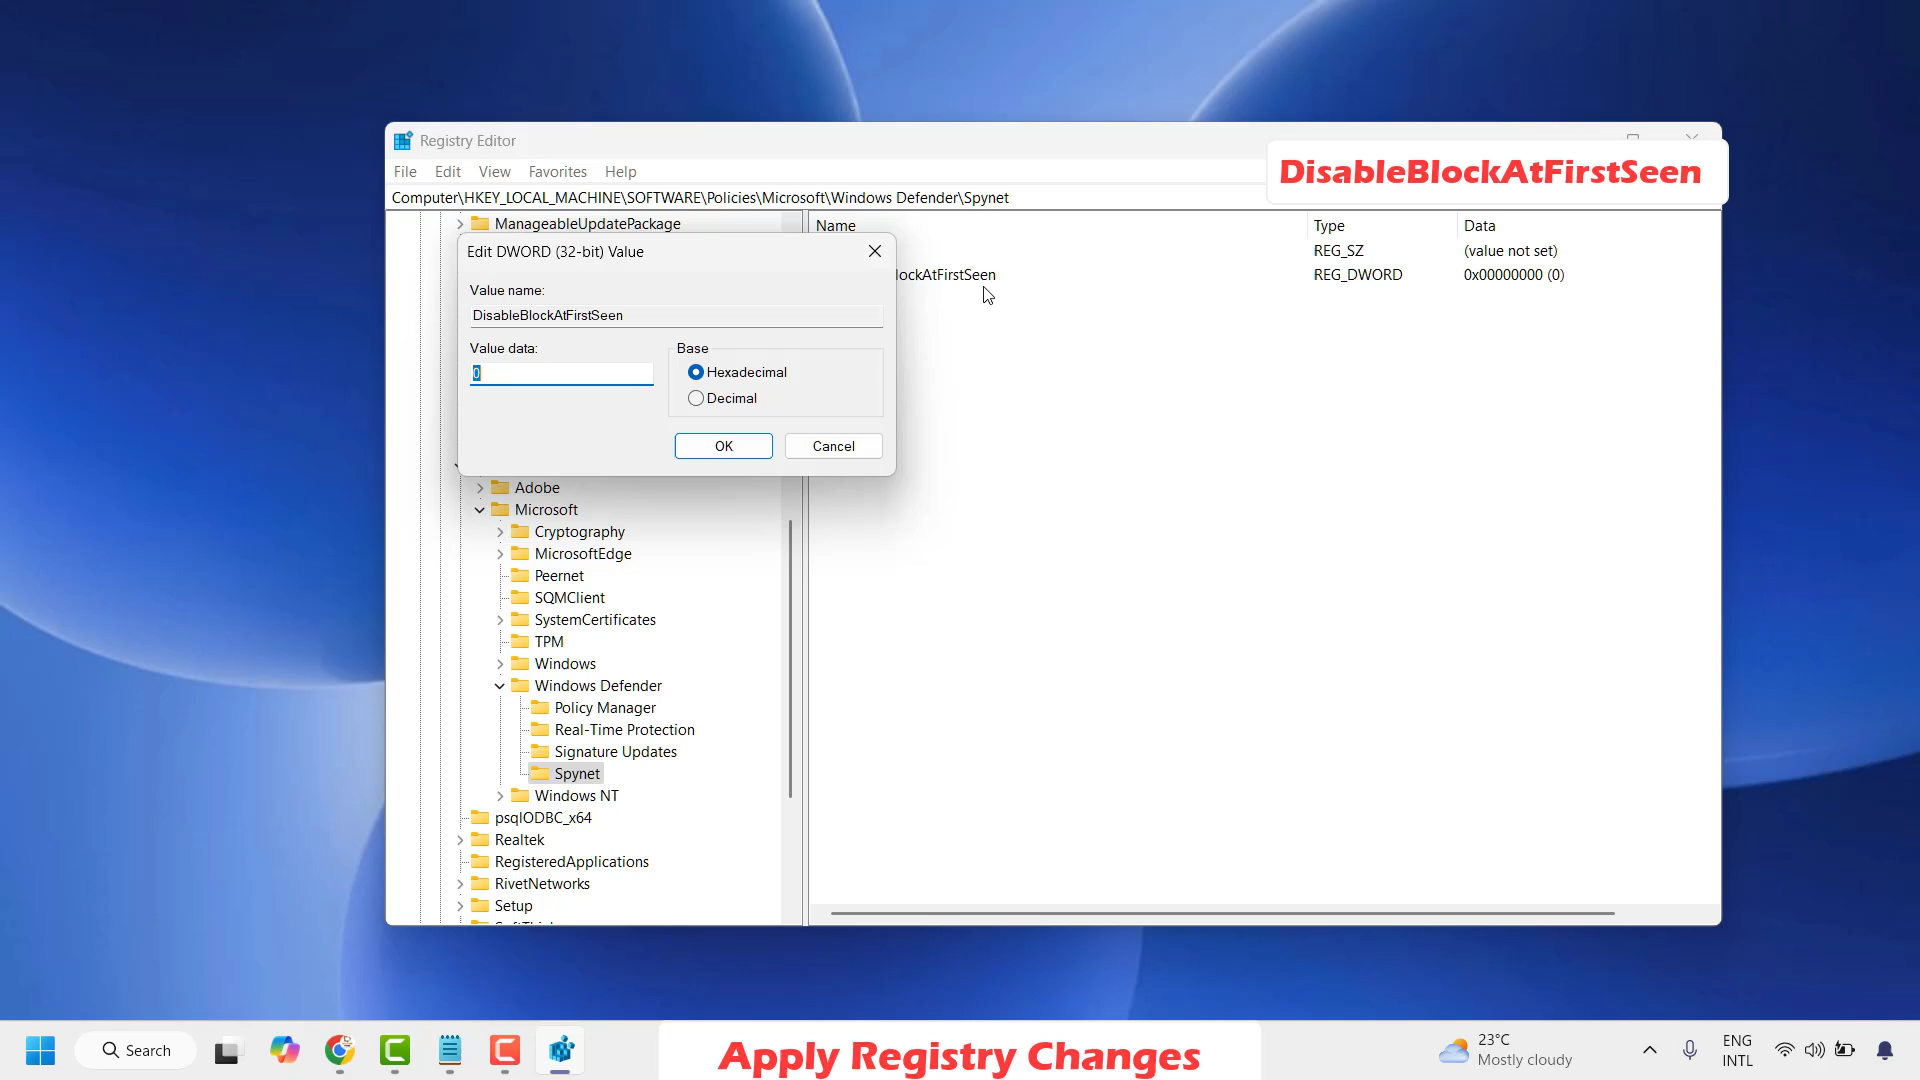 Registry Editor
DisableBlockAtFirstSeen
File Edit View Favorites Help
Computer\HKEY_LOCAL_MACHINE\SOFTWARE\Policies\Microsoft\Windows Defender\Spynet
ManageableUpdatePackage
Name Type Data
Edit DWORD (32-bit) Value
REG_SZ (value not set)
lockAtFirstSeen REG_DWORD 0x00000000 (0)
Value name:
DisableBlockAtFirstSeen
Value data:
0
Base
Hexadecimal
Decimal
OK Cancel
Adobe
Microsoft
Cryptography
MicrosoftEdge
Peernet
SQMClient
SystemCertificates
TPM
Windows
Windows Defender
Policy Manager
Real-Time Protection
Signature Updates
Spynet
Windows NT
psqlODBC_x64
Realtek
RegisteredApplications
RivetNetworks
Setup
Search
Apply Registry Changes
23°C
Mostly cloudy
ENG
INTL